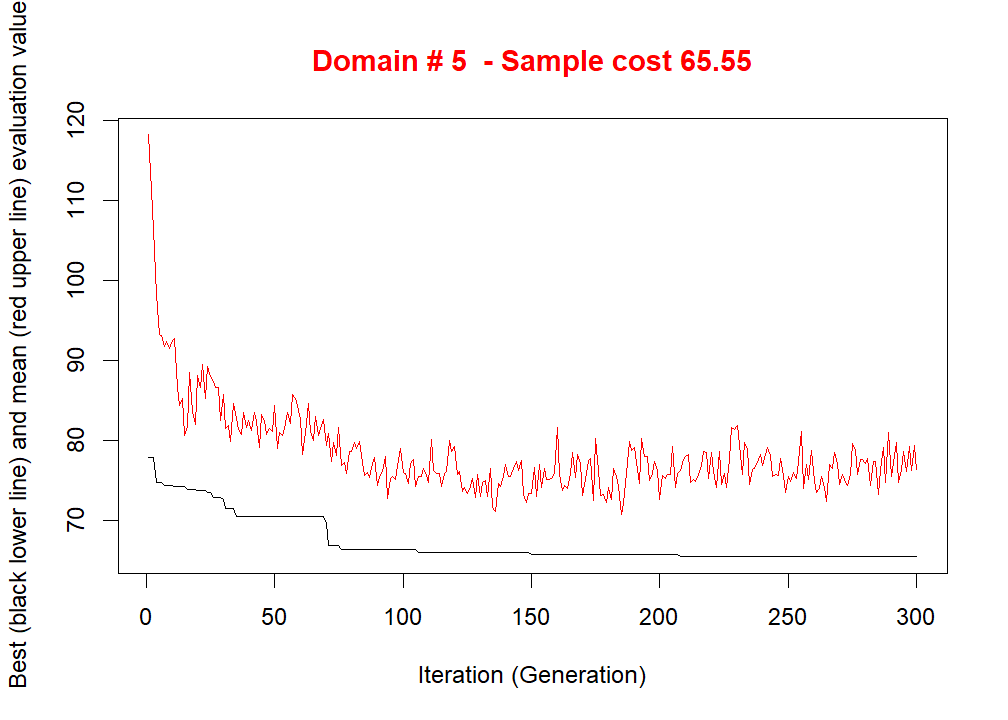 Domain # 5  - Sample cost 65.55
Best (black lower line) and mean (red upper line) evaluation value
120
110
100
90
80
70
0 50 100 150 200 250 300
Iteration (Generation)